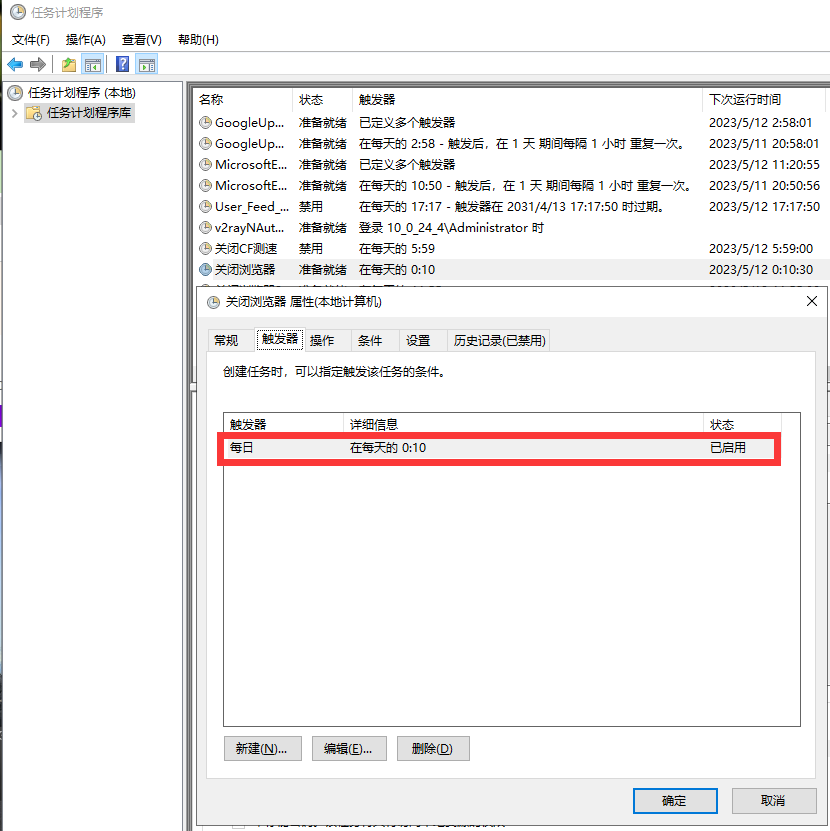 任务计划程序
文件(F) 操作(A) 查看(V) 帮助(H)
任务计划程序 (本地)
任务计划程序库
名称 状态 触发器 下次运行时间
GoogleUp... 准备就绪 已定义多个触发器 2023/5/12 2:58:01
GoogleUp... 准备就绪 在每天的 2:58 - 触发后，在 1 天 期间每隔 1 小时 重复一次。 2023/5/11 20:58:01
MicrosoftE... 准备就绪 已定义多个触发器 2023/5/12 11:20:55
MicrosoftE... 准备就绪 在每天的 10:50 - 触发后，在 1 天 期间每隔 1 小时 重复一次。 2023/5/11 20:50:56
User_Feed_... 禁用 在每天的 17:17 - 触发器在 2031/4/13 17:17:50 时过期。 2023/5/12 17:17:50
v2rayNAut... 准备就绪 登录 10_0_24_4\Administrator 时
关闭CF测速 禁用 在每天的 5:59 2023/5/12 5:59:00
关闭浏览器 准备就绪 在每天的 0:10 2023/5/12 0:10:30
关闭浏览器 属性(本地计算机)
常规 触发器 操作 条件 设置 历史记录(已禁用)
创建任务时，可以指定触发该任务的条件。
触发器 详细信息 状态
每日 在每天的 0:10 已启用
新建(N)... 编辑(E)... 删除(D)
确定 取消